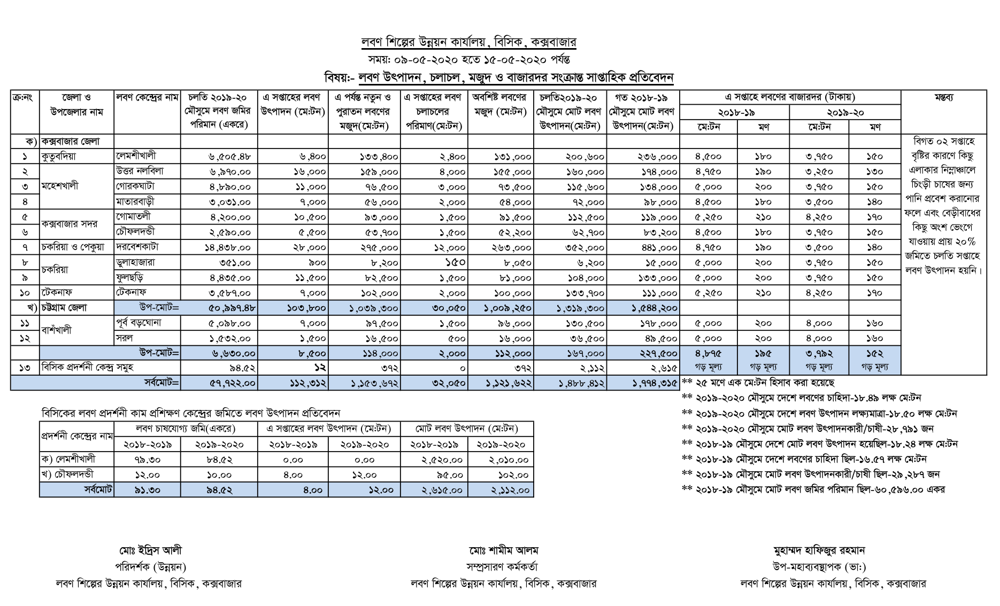 লবণ শিল্পের উন্নয়ন কার্যালয়, বিসিক, কক্সবাজার
সময়: ০৯-০৫-২০২০ হতে ১৫-০৫-২০২০ পর্যন্ত
বিষয়:- লবণ উৎপাদন, চলাচল, মজুদ ও বাজারদর সংক্রান্ত সাপ্তাহিক প্রতিবেদন
ক্র:নং জেলা ও উপজেলার নাম লবণ কেন্দ্রের নাম চলতি ২০১৯-২০ মৌসুমে লবণ জমির পরিমান (একরে) এ সপ্তাহের লবণ উৎপাদন (মে:টন) এ পর্যন্ত নতুন ও পুরাতন লবণের মজুদ(মে:টন) এ সপ্তাহের লবণ চলাচলের পরিমাণ(মে:টন) অবশিষ্ট লবণের মজুদ (মে:টন) চলতি২০১৯-২০ মৌসুমে মোট লবণ উৎপাদন(মে:টন) গত ২০১৮-১৯ মৌসুমে মোট লবণ উৎপাদন(মে:টন) এ সপ্তাহে লবণের বাজারদর (টাকায়) মন্তব্য
২০১৮-১৯ ২০১৯-২০
মে:টন মণ মে:টন মণ
ক) কক্সবাজার জেলা
১ কুতুবদিয়া লেমশীখালী ৬,৫০৫.৪৮ ৬,৪০০ ১৩৩,৪০০ ২,৪০০ ১৩১,০০০ ২০০,৬০০ ২৩৬,০০০ ৪,৫০০ ১৮০ ৩,৭৫০ ১৫০
২ মহেশখালী উত্তর নলবিলা ৬,৯৭০.০০ ১৬,০০০ ১৫৯,০০০ ৪,০০০ ১৫৫,০০০ ১৬০,০০০ ১৭৪,০০০ ৪,৭৫০ ১৯০ ৩,২৫০ ১৩০
৩ গোরকঘাটা ৪,৮৯০.০০ ১১,০০০ ৭৬,৫০০ ৩,০০০ ৭৩,৫০০ ১১৫,৬০০ ১৩৪,০০০ ৫,০০০ ২০০ ৩,৭৫০ ১৫০
৪ মাতারবাড়ী ৩,০৩১.০০ ৭,০০০ ৫৬,০০০ ২,০০০ ৫৪,০০০ ৭২,০০০ ৯৮,০০০ ৪,৫০০ ১৮০ ৩,৫০০ ১৪০
৫ কক্সবাজার সদর গোমাতলী ৪,২০০.০০ ১০,৫০০ ৯৩,০০০ ১,৫০০ ৯১,৫০০ ১১২,৫০০ ১১৯,০০০ ৫,২৫০ ২১০ ৪,২৫০ ১৭০
৬ চৌফলদন্ডী ২,৫৯০.০০ ৫,৫০০ ৫৩,৭০০ ১,৫০০ ৫২,২০০ ৬২,৭০০ ৮৩,২০০ ৪,৫০০ ১৮০ ৩,৭৫০ ১৫০
৭ চকরিয়া ও পেকুয়া দরবেশকাটা ১৪,৪৩৮.০০ ২৮,০০০ ২৭৫,০০০ ১২,০০০ ২৬৩,০০০ ৩৫২,০০০ ৪৪১,০০০ ৪,৭৫০ ১৯০ ৩,৫০০ ১৪০
৮ চকরিয়া ডুলাহাজারা ৩৫১.০০ ৯০০ ৮,২০০ ১৫০ ৮,০৫০ ৬,২০০ ১৫,০০০ ৫,০০০ ২০০ ৩,৭৫০ ১৫০
৯ ফুলছড়ি ৪,৪৩৫.০০ ১১,৫০০ ৮২,৫০০ ১,৫০০ ৮১,০০০ ১০৪,০০০ ১৩৩,০০০ ৫,০০০ ২০০ ৩,৭৫০ ১৫০
১০ টেকনাফ টেকনাফ ৩,৫৮৭.০০ ৭,০০০ ১০২,০০০ ২,০০০ ১০০,০০০ ১৩৩,৭০০ ১১১,০০০ ৫,২৫০ ২১০ ৪,২৫০ ১৭০
খ) চট্টগ্রাম জেলা উপ-মোট= ৫০,৯৯৭.৪৮ ১০৩,৮০০ ১,০৩৯,৩০০ ৩০,০৫০ ১,০০৯,২৫০ ১,৩১৯,৩০০ ১,৫৪৪,২০০
১১ বাশঁখালী পূর্ব বড়ঘোনা ৫,০৯৮.০০ ৭,০০০ ৯৭,৫০০ ১,৫০০ ৯৬,০০০ ১৩০,৫০০ ১৭৮,০০০ ৫,০০০ ২০০ ৪,০০০ ১৬০
১২ সরল ১,৫৩২.০০ ১,৫০০ ১৬,৫০০ ৫০০ ১৬,০০০ ৩৬,৫০০ ৪৯,৫০০ ৫,০০০ ২০০ ৪,০০০ ১৬০
উপ-মোট= ৬,৬৩০.০০ ৮,৫০০ ১১৪,০০০ ২,০০০ ১১২,০০০ ১৬৭,০০০ ২২৭,৫০০ ৪,৮৭৫ ১৯৫ ৩,৭৯২ ১৫২
১৩ বিসিক প্রদর্শনী কেন্দ্র সমুহ ৯৪.৫২ ১২ ৩৭২ ০ ৩৭২ ২,১১২ ২,৬১৫ গড় মূল্য গড় মূল্য গড় মূল্য গড় মূল্য
সর্বমোট= ৫৭,৭২২.০০ ১১২,৩১২ ১,১৫৩,৬৭২ ৩২,০৫০ ১,১২১,৬২২ ১,৪৮৮,৪১২ ১,৭৭৪,৩১৫
বিগত ০২ সপ্তাহে
বৃষ্টির কারণে কিছু
এলাকার নিম্নাঞ্চালে
চিংড়ী চাষের জন্য
পানি প্রবেশ করানোর
ফলে এবং বেড়ীবাধের
কিছু অংশ ভেংগে
যাওয়ায় প্রায় ২০%
জমিতে চলতি সপ্তাহে
লবণ উৎপাদন হয়নি।
** ২৫ মণে এক মে:টন হিসাব করা হয়েছে
** ২০১৯-২০২০ মৌসুমে দেশে লবণের চাহিদা-১৮.৪৯ লক্ষ মে:টন
** ২০১৯-২০২০ মৌসুমে দেশে লবণ উৎপাদন লক্ষ্যমাত্রা-১৮.৫০ লক্ষ মে:টন
** ২০১৯-২০২০ মৌসুমে মোট লবণ উৎপাদনকারী/চাষী-২৮,৭৯১ জন
** ২০১৮-১৯ মৌসুমে দেশে মোট লবণ উৎপাদন হয়েছিল-১৮.২৪ লক্ষ মে:টন
** ২০১৮-১৯ মৌসুমে দেশে লবণের চাহিদা ছিল-১৬.৫৭ লক্ষ মে:টন
** ২০১৮-১৯ মৌসুমে মোট লবণ উৎপাদনকারী/চাষী ছিল-২৯,২৮৭ জন
** ২০১৮-১৯ মৌসুমে মোট লবণ জমির পরিমান ছিল-৬০,৫৯৬.০০ একর
বিসিকের লবণ প্রদর্শনী কাম প্রশিক্ষণ কেন্দ্রের জমিতে লবণ উৎপাদন প্রতিবেদন
প্রদর্শনী কেন্দ্রের নাম লবণ চাষযোগ্য জমি(একরে) এ সপ্তাহের লবণ উৎপাদন (মে:টন) মোট লবণ উৎপাদন (মে:টন)
২০১৮-২০১৯ ২০১৯-২০২০ ২০১৮-২০১৯ ২০১৯-২০২০ ২০১৮-২০১৯ ২০১৯-২০২০
ক) লেমশীখালী ৭৯.৩০ ৮৪.৫২ ০.০০ ০.০০ ২,৫২০.০০ ২,০১০.০০
খ) চৌফলদন্ডী ১২.০০ ১০.০০ ৪.০০ ১২.০০ ৯৫.০০ ১০২.০০
সর্বমোট ৯১.৩০ ৯৪.৫২ ৪.০০ ১২.০০ ২,৬১৫.০০ ২,১১২.০০
মোঃ ইদ্রিস আলী মোঃ শামীম আলম মুহাম্মদ হাফিজুর রহমান
পরিদর্শক (উন্নয়ন) সম্প্রসারণ কর্মকর্তা উপ-মহাব্যবস্থাপক (ভা:)
লবণ শিল্পের উন্নয়ন কার্যালয়, বিসিক, কক্সবাজার লবণ শিল্পের উন্নয়ন কার্যালয়, বিসিক, কক্সবাজার লবণ শিল্পের উন্নয়ন কার্যালয়, বিসিক, কক্সবাজার